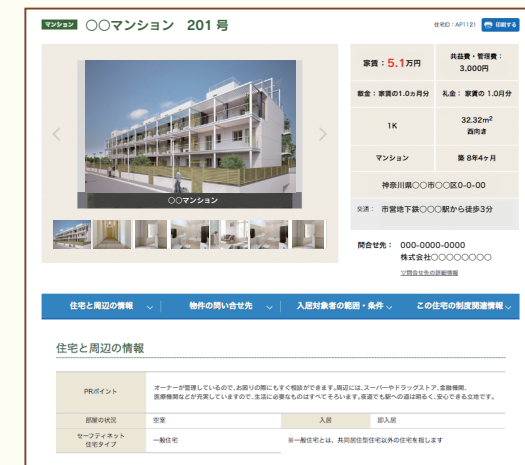 マンション ○○マンション 201号
住宅ID：AP1121 印刷する
家賃：5.1万円
共益費・管理費：
3,000円
敷金：家賃の1.0ヵ月分
礼金： 家賃の 1.0月分
1K
32.32m²
西向き
マンション
築 8年4ヶ月
神奈川県○○市○○区0-0-00
交通： 市営地下鉄○○○駅から徒歩3分
○○マンション
問合せ先： 000-0000-0000
株式会社○○○○○○○○
▽問合せ先の詳細情報
住宅と周辺の情報
物件の問い合せ先
入居対象者の範囲・条件
この住宅の制度関連情報
住宅と周辺の情報
PRポイント
オーナーが管理しているので、お困りの際にもすぐ相談ができます。周辺には、スーパーやドラッグストア、金融機関、
医療機関などが充実していますので、生活に必要なものはすべてそろいます。夜道でも駅への道は明るく、安心できる立地です。
部屋の状況 空室 入居 即入居
セーフティネット
住宅タイプ
一般住宅
※一般住宅とは、共同居住型住宅以外の住宅を指します